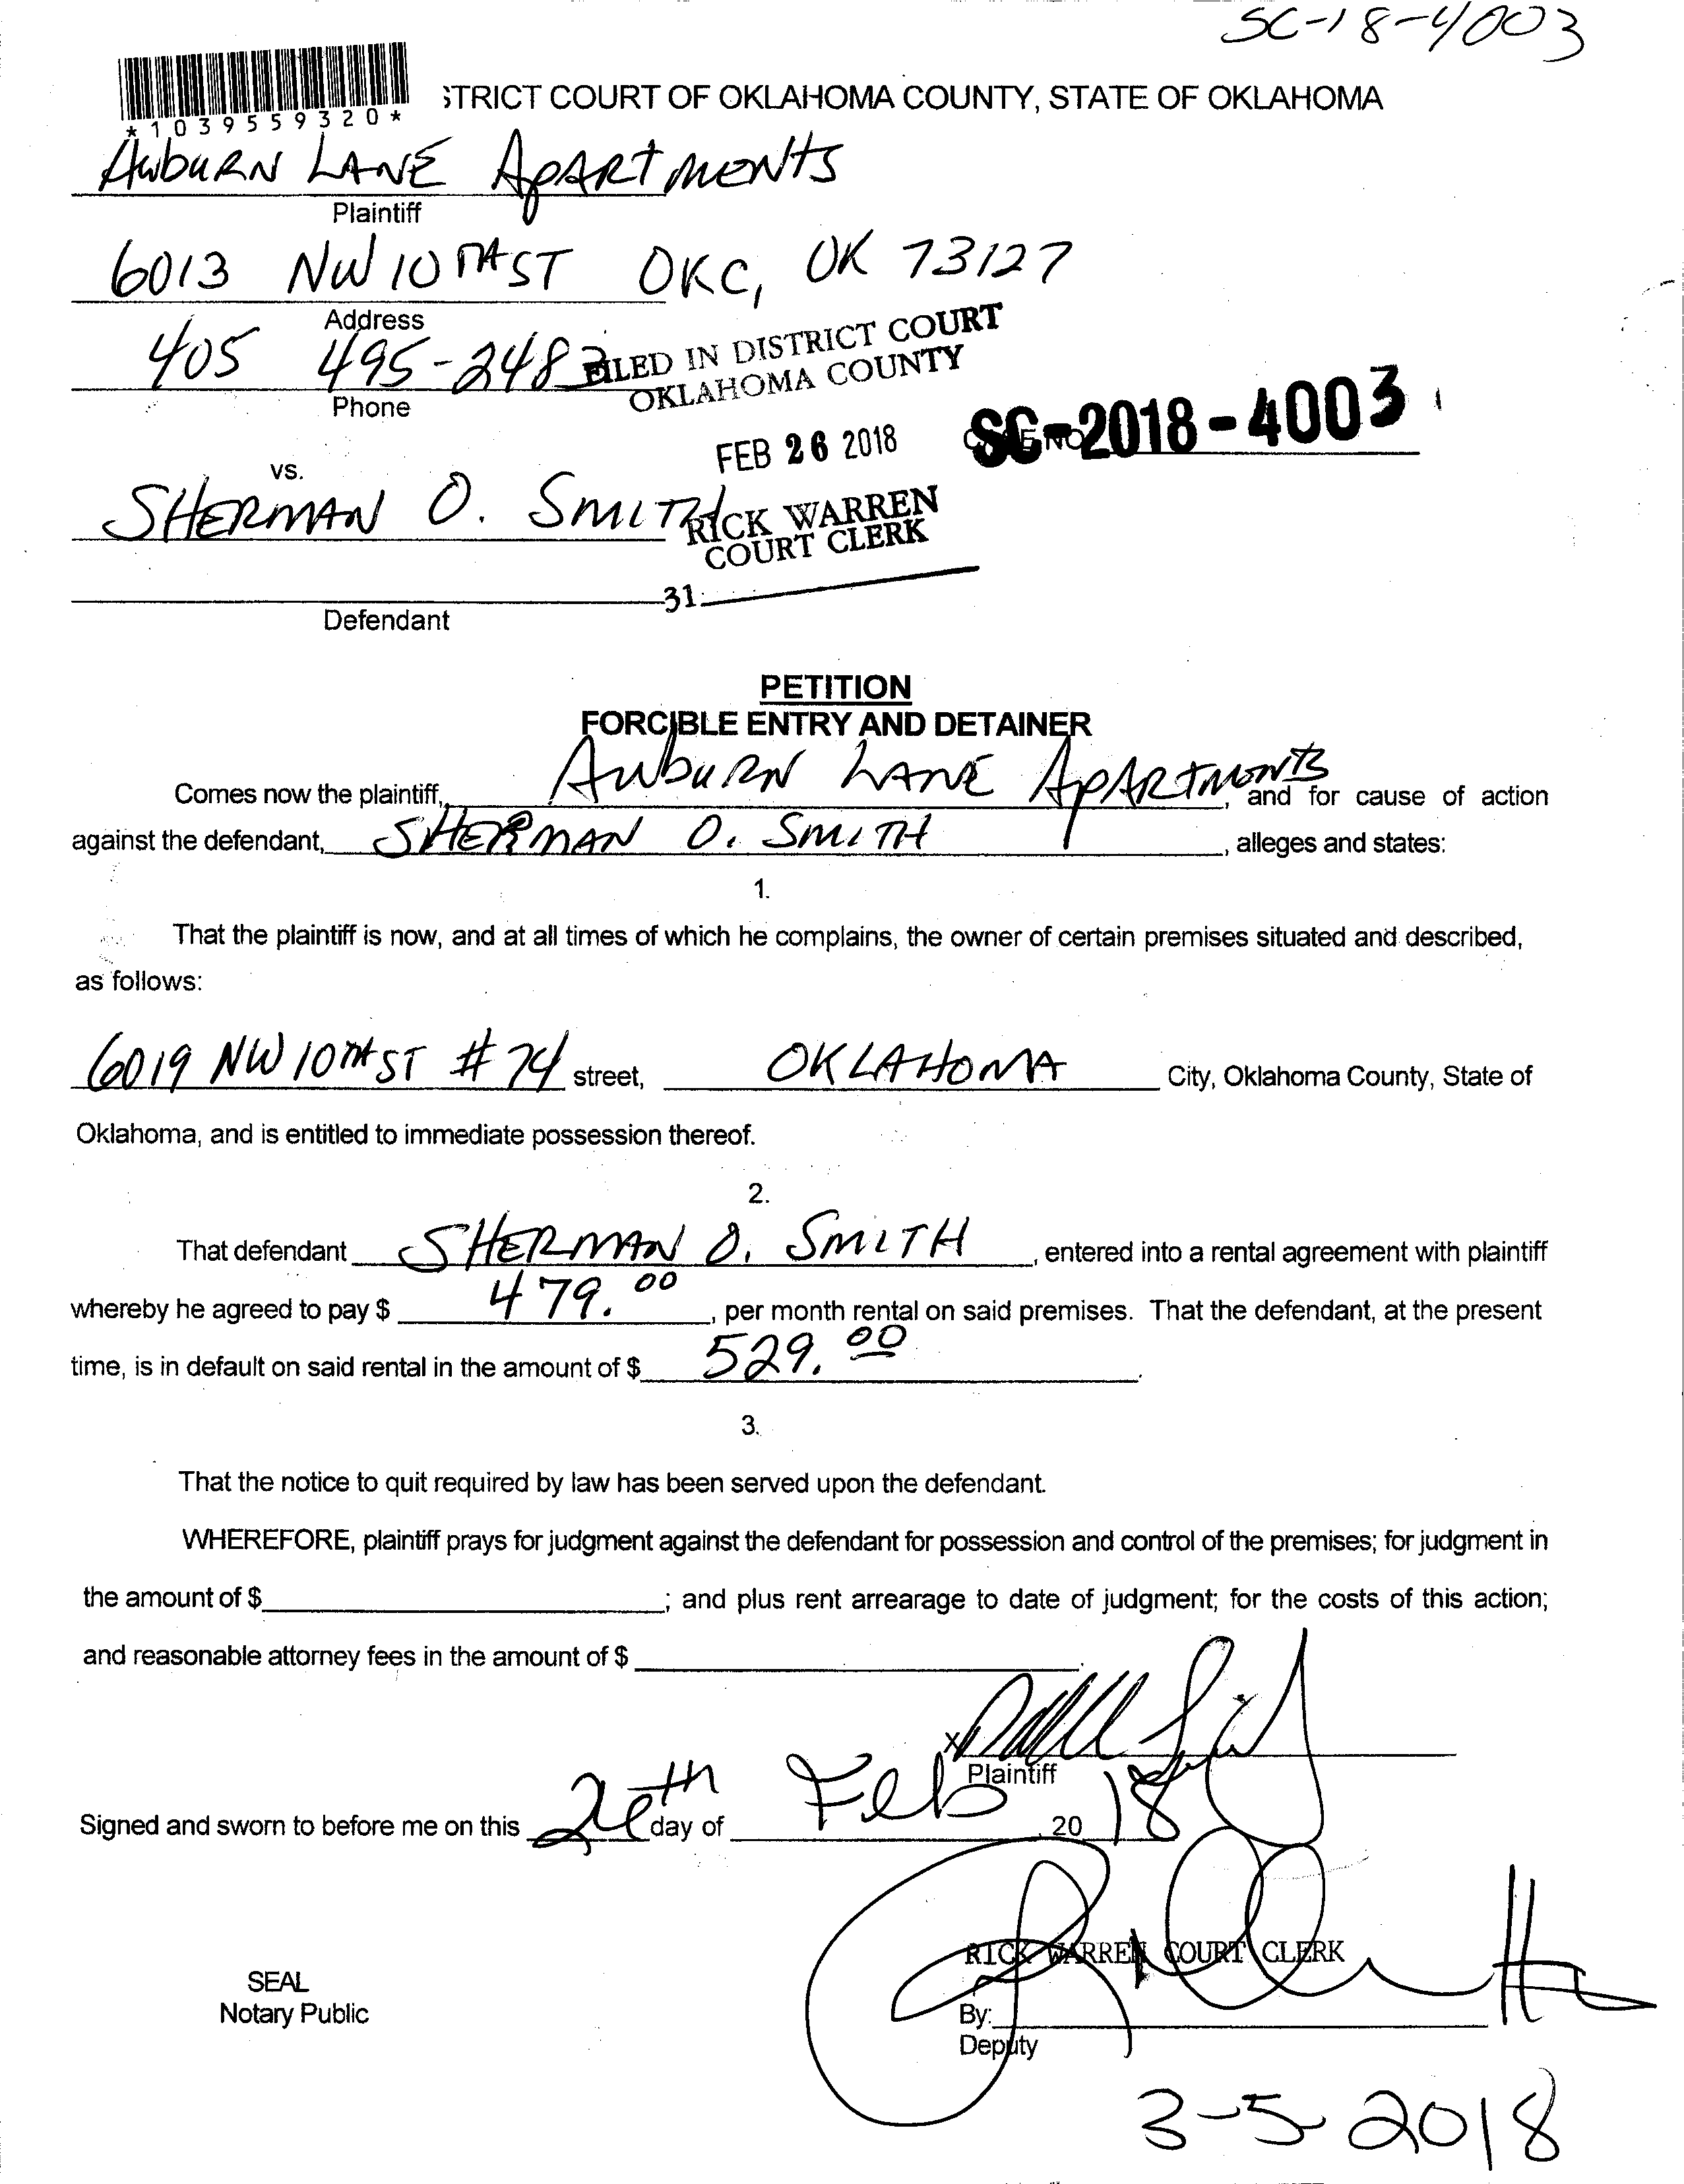 SC-18-4003
*1039559320*
STRICT COURT OF OKLAHOMA COUNTY, STATE OF OKLAHOMA
AubURN LANE ApARTMENTS
Plaintiff
6013 NW 10TH ST OKC, OK 73127
Address
405 495-248
FILED IN DISTRICT COURT
OKLAHOMA COUNTY
Phone
FEB 26 2018
SC-2018-4003
vs.
SHERMAN O. SMITH
RICK WARREN
COURT CLERK
31
Defendant
PETITION
FORCIBLE ENTRY AND DETAINER
Comes now the plaintiff, AubURN LANE ApARTMENTS, and for cause of action
against the defendant, SHERMAN O. SMITH, alleges and states:
1.
That the plaintiff is now, and at all times of which he complains, the owner of certain premises situated and described,
as follows:
6019 NW 10TH ST # 74 street, OKLAHOMA City, Oklahoma County, State of
Oklahoma, and is entitled to immediate possession thereof.
2.
That defendant SHERMAN O. SMITH, entered into a rental agreement with plaintiff
whereby he agreed to pay $ 479.00, per month rental on said premises. That the defendant, at the present
time, is in default on said rental in the amount of $ 529.00.
3.
That the notice to quit required by law has been served upon the defendant.
WHEREFORE, plaintiff prays for judgment against the defendant for possession and control of the premises; for judgment in
the amount of $ ; and plus rent arrearage to date of judgment; for the costs of this action;
and reasonable attorney fees in the amount of $ .
X
Plaintiff
Signed and sworn to before me on this 26th day of Feb, 2018
RICK WARREN COURT CLERK
SEAL
Notary Public
By:
Deputy
3-5-2018